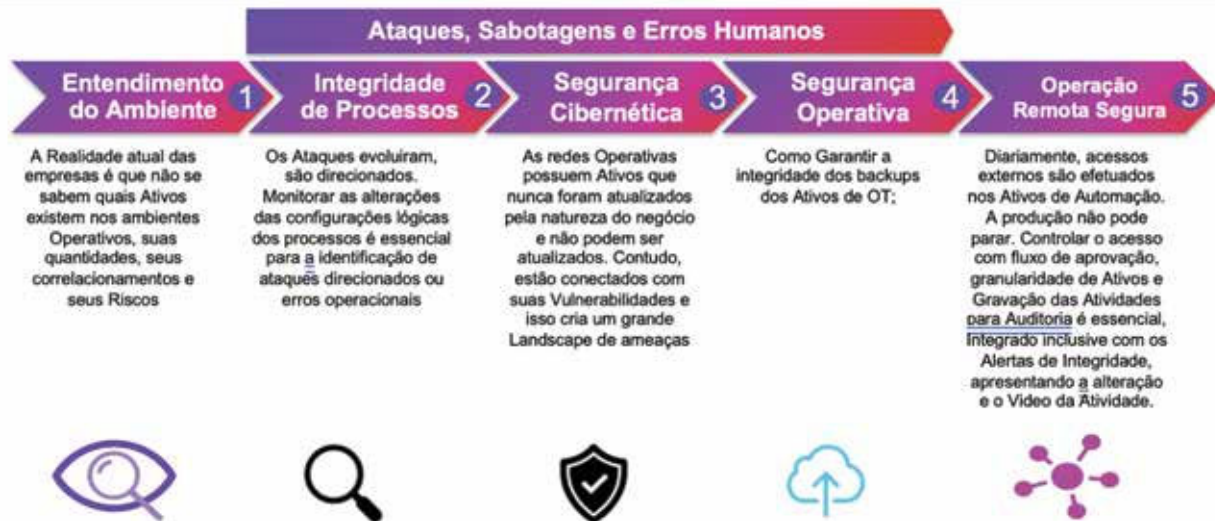 Ataques, Sabotagens e Erros Humanos
Entendimento
do Ambiente
1
Integridade
de Processos
2
Segurança
Cibernética
3
Segurança
Operativa
4
Operação
Remota Segura
5
A Realidade atual das
empresas é que não se
sabem quais Ativos
existem nos ambientes
Operativos, suas
quantidades, seus
correlacionamentos e
seus Riscos
Os Ataques evoluiram,
são direcionados.
Monitorar as alterações
das configurações lógicas
dos processos é essencial
para a identificação de
ataques direcionados ou
erros operacionais
As redes Operativas
possuem Ativos que
nunca foram atualizados
pela natureza do negócio
e não podem ser
atualizados. Contudo,
estão conectados com
suas Vulnerabilidades e
isso cria um grande
Landscape de ameaças
Como Garantir a
integridade dos backups
dos Ativos de OT;
Diariamente, acessos
externos são efetuados
nos Ativos de Automação.
A produção não pode
parar. Controlar o acesso
com fluxo de aprovação,
granularidade de Ativos e
Gravação das Atividades
para Auditoria é essencial,
Integrado inclusive com os
Alertas de Integridade,
apresentando a alteração
e o Video da Atividade.